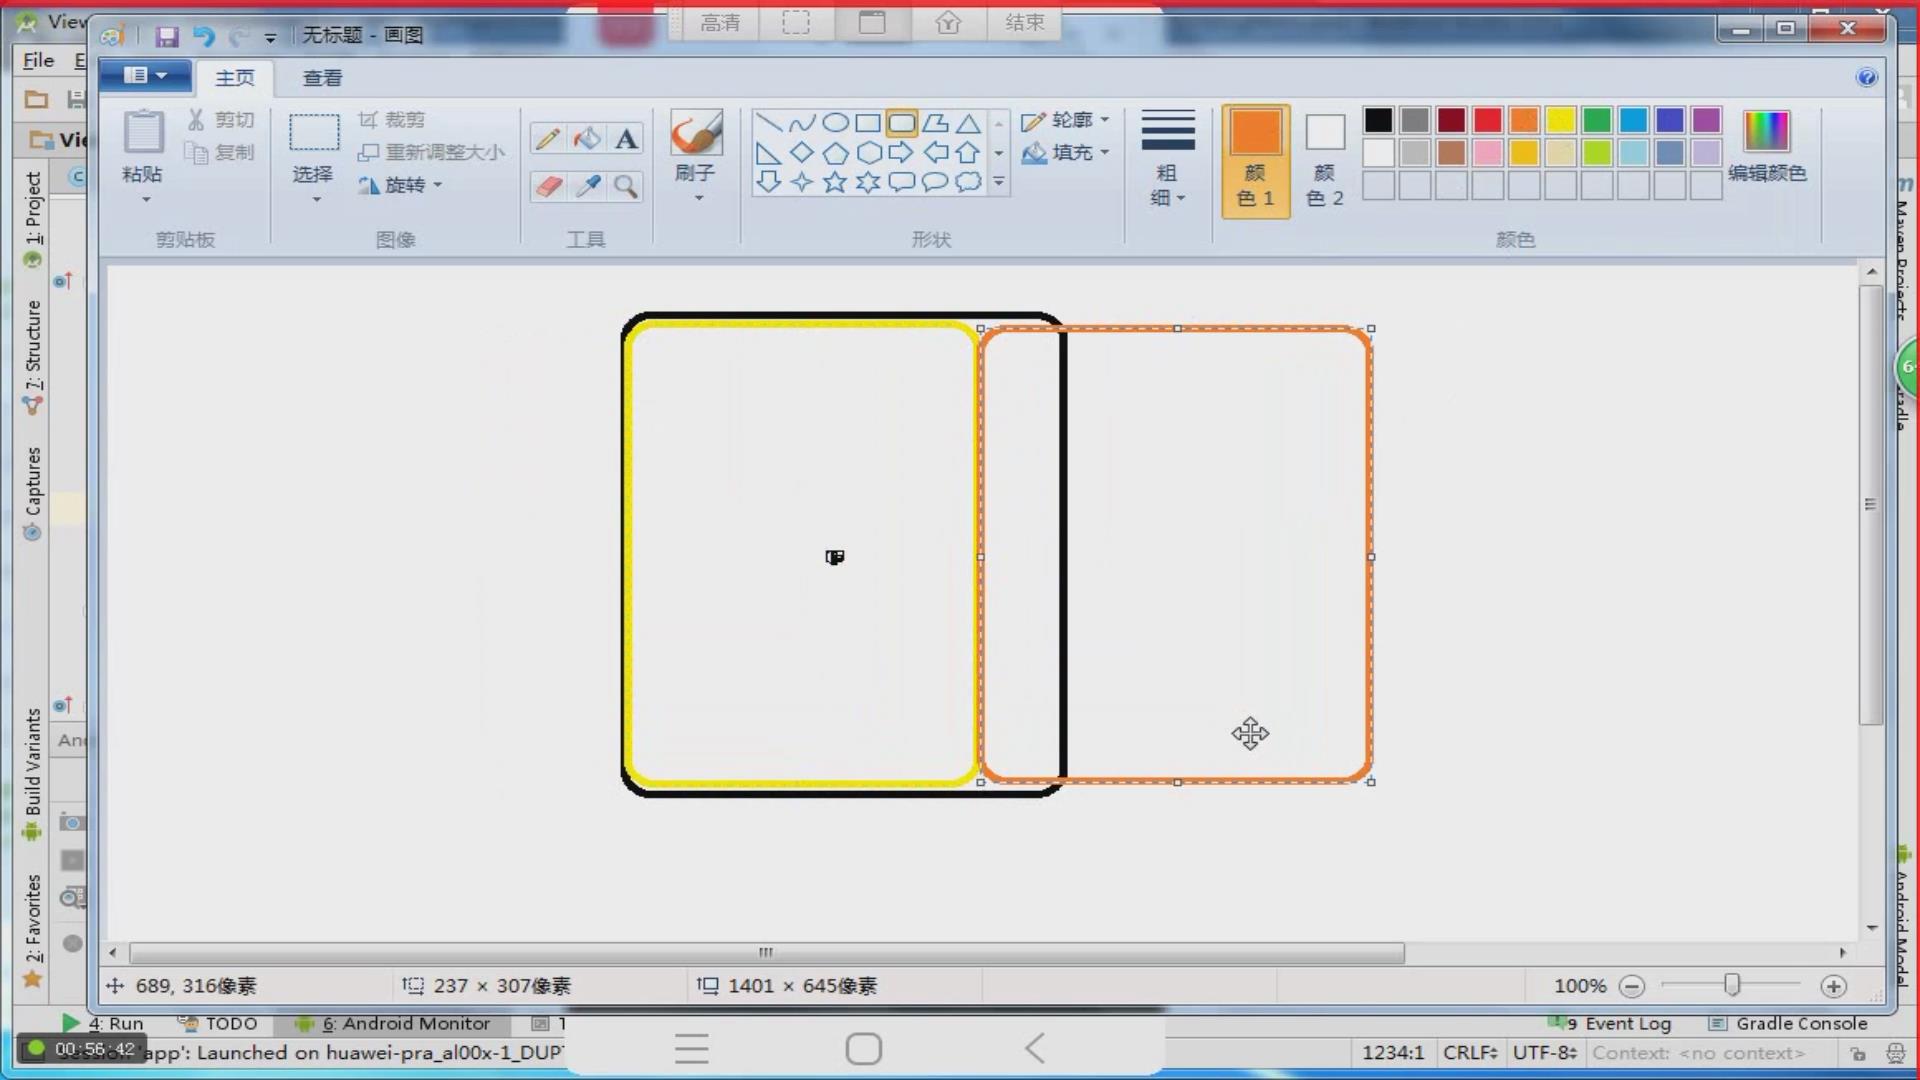 View
无标题 - 画图
高清
结束
File
E
主页
查看
剪切
复制
粘贴
裁剪
重新调整大小
旋转
选择
A
刷子
轮廓
填充
粗
细
颜
色 1
颜
色 2
编辑颜色
剪贴板
图像
工具
形状
颜色
Vi
1: Project
7: Structure
Captures
Build Variants
2: Favorites
And
Maven Projects
Android Model
6
689, 316像素
237 × 307像素
1401 × 645像素
100%
4: Run
TODO
6: Android Monitor
9 Event Log
Gradle Console
00:56:42
'app': Launched on huawei-pra_al00x-1_DUP
1234:1
CRLF
UTF-8
Context: <no context>